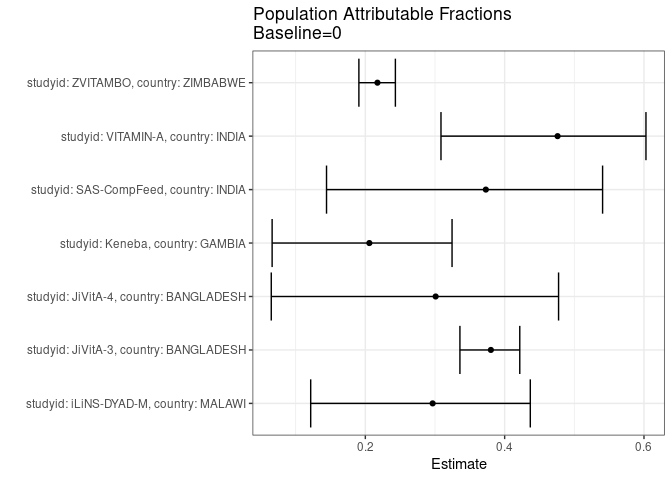 Population Attributable Fractions
Baseline=0
studyid: ZVITAMBO, country: ZIMBABWE
studyid: VITAMIN-A, country: INDIA
studyid: SAS-CompFeed, country: INDIA
studyid: Keneba, country: GAMBIA
studyid: JiVitA-4, country: BANGLADESH
studyid: JiVitA-3, country: BANGLADESH
studyid: iLiNS-DYAD-M, country: MALAWI
0.2 0.4 0.6
Estimate